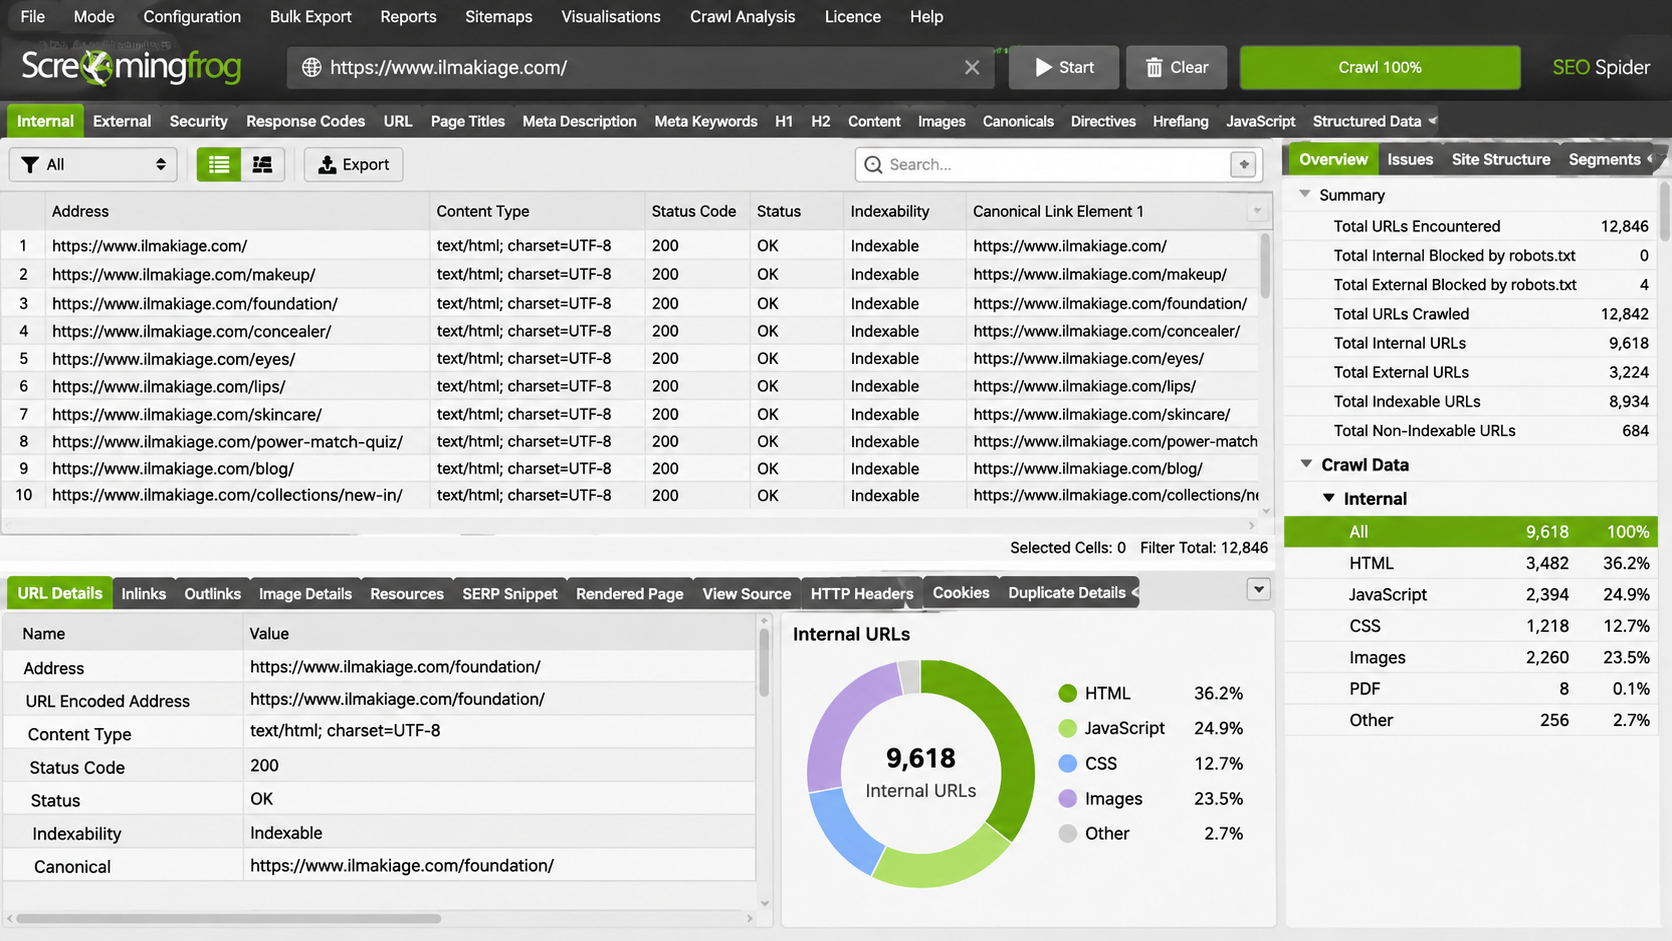 File Mode Configuration Bulk Export Reports Sitemaps Visualisations Crawl Analysis Licence Help
Scre mingfrog https://www.ilmakiage.com/ Start Clear Crawl 100% SEO Spider
Internal External Security Response Codes URL Page Titles Meta Description Meta Keywords H1 H2 Content Images Canonicals Directives Hreflang JavaScript Structured Data
All Export Search...
Address Content Type Status Code Status Indexability Canonical Link Element 1
1 https://www.ilmakiage.com/ text/html; charset=UTF-8 200 OK Indexable https://www.ilmakiage.com/
2 https://www.ilmakiage.com/makeup/ text/html; charset=UTF-8 200 OK Indexable https://www.ilmakiage.com/makeup/
3 https://www.ilmakiage.com/foundation/ text/html; charset=UTF-8 200 OK Indexable https://www.ilmakiage.com/foundation/
4 https://www.ilmakiage.com/concealer/ text/html; charset=UTF-8 200 OK Indexable https://www.ilmakiage.com/concealer/
5 https://www.ilmakiage.com/eyes/ text/html; charset=UTF-8 200 OK Indexable https://www.ilmakiage.com/eyes/
6 https://www.ilmakiage.com/lips/ text/html; charset=UTF-8 200 OK Indexable https://www.ilmakiage.com/lips/
7 https://www.ilmakiage.com/skincare/ text/html; charset=UTF-8 200 OK Indexable https://www.ilmakiage.com/skincare/
8 https://www.ilmakiage.com/power-match-quiz/ text/html; charset=UTF-8 200 OK Indexable https://www.ilmakiage.com/power-match
9 https://www.ilmakiage.com/blog/ text/html; charset=UTF-8 200 OK Indexable https://www.ilmakiage.com/blog/
10 https://www.ilmakiage.com/collections/new-in/ text/html; charset=UTF-8 200 OK Indexable https://www.ilmakiage.com/collections/ne
Selected Cells: 0 Filter Total: 12,846
URL Details Inlinks Outlinks Image Details Resources SERP Snippet Rendered Page View Source HTTP Headers Cookies Duplicate Details
Name Value
Address https://www.ilmakiage.com/foundation/
URL Encoded Address https://www.ilmakiage.com/foundation/
Content Type text/html; charset=UTF-8
Status Code 200
Status OK
Indexability Indexable
Canonical https://www.ilmakiage.com/foundation/
Internal URLs
9,618
Internal URLs
HTML 36.2%
JavaScript 24.9%
CSS 12.7%
Images 23.5%
Other 2.7%
Overview Issues Site Structure Segments
Summary
Total URLs Encountered 12,846
Total Internal Blocked by robots.txt 0
Total External Blocked by robots.txt 4
Total URLs Crawled 12,842
Total Internal URLs 9,618
Total External URLs 3,224
Total Indexable URLs 8,934
Total Non-Indexable URLs 684
Crawl Data
Internal
All 9,618 100%
HTML 3,482 36.2%
JavaScript 2,394 24.9%
CSS 1,218 12.7%
Images 2,260 23.5%
PDF 8 0.1%
Other 256 2.7%